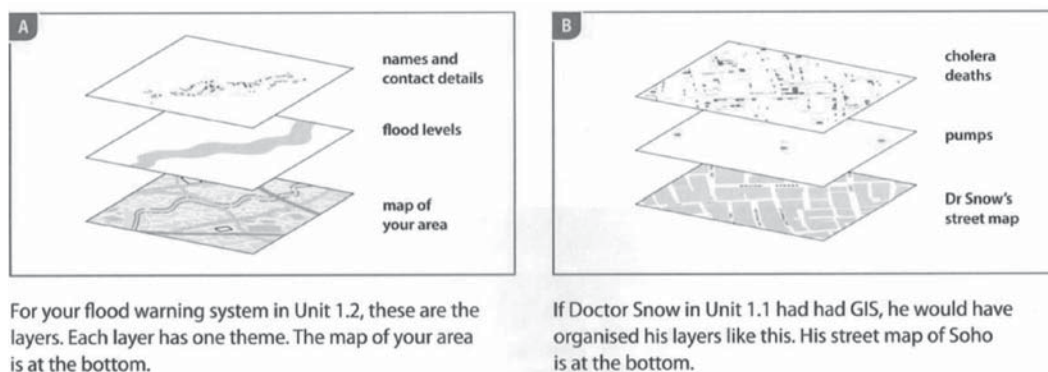 A
names and
contact details
flood levels
map of
your area
For your flood warning system in Unit 1.2, these are the
layers. Each layer has one theme. The map of your area
is at the bottom.
B
cholera
deaths
pumps
Dr Snow's
street map
If Doctor Snow in Unit 1.1 had had GIS, he would have
organised his layers like this. His street map of Soho
is at the bottom.